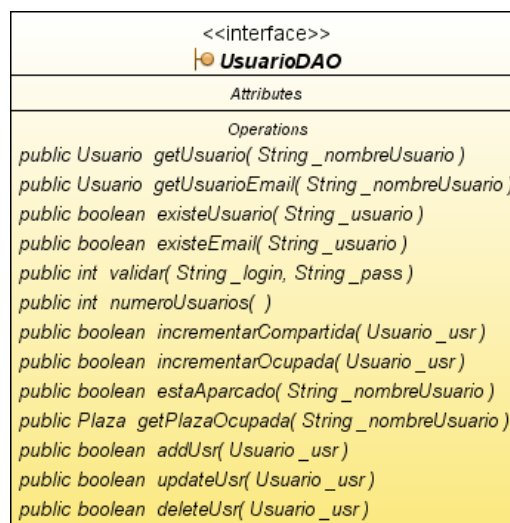 <<interface>>
UsuarioDAO
Attributes
Operations
public Usuario getUsuario( String _nombreUsuario )
public Usuario getUsuarioEmail( String _nombreUsuario )
public boolean existeUsuario( String _usuario )
public boolean existeEmail( String _usuario )
public int validar( String _login, String _pass )
public int numeroUsuarios( )
public boolean incrementarCompartida( Usuario _usr )
public boolean incrementarOcupada( Usuario _usr )
public boolean estaAparcado( String _nombreUsuario )
public Plaza getPlazaOcupada( String _nombreUsuario )
public boolean addUsr( Usuario _usr )
public boolean updateUsr( Usuario _usr )
public boolean deleteUsr( Usuario _usr )